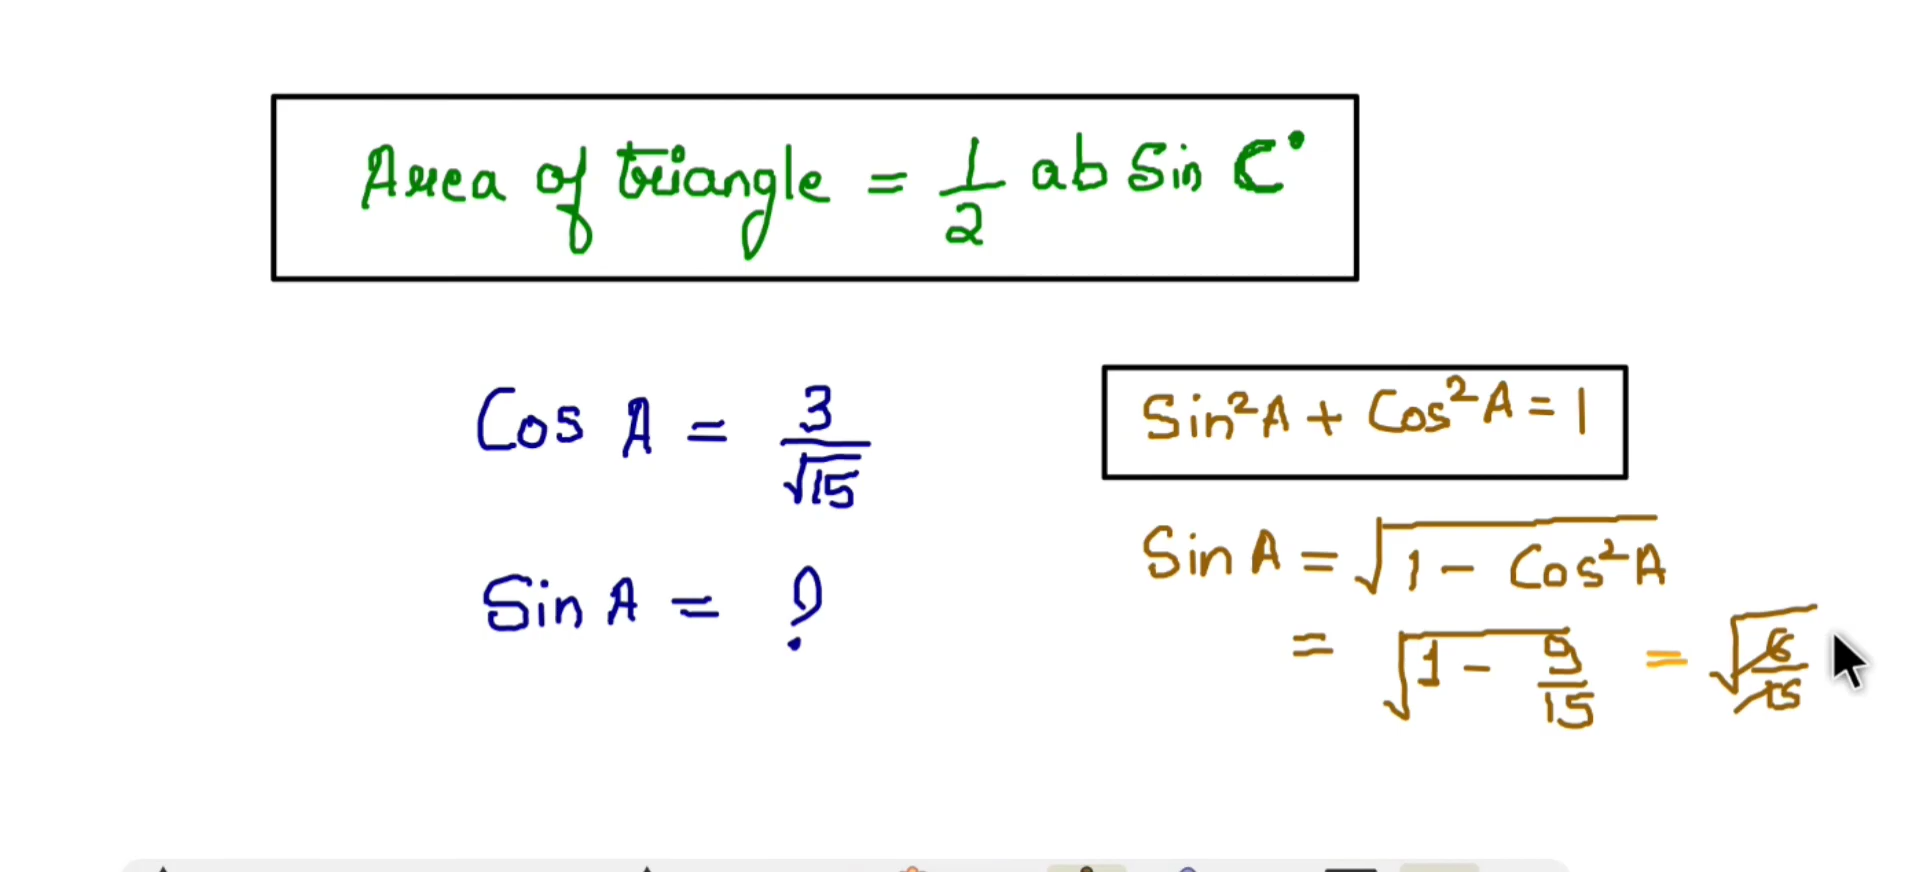 Area of triangle = 1/2 ab Sin C°
Cos A = 3/√15
Sin²A + Cos²A = 1
Sin A = ?
Sin A = √(1 - Cos²A)
= √(1 - 9/15) = √(6/15)